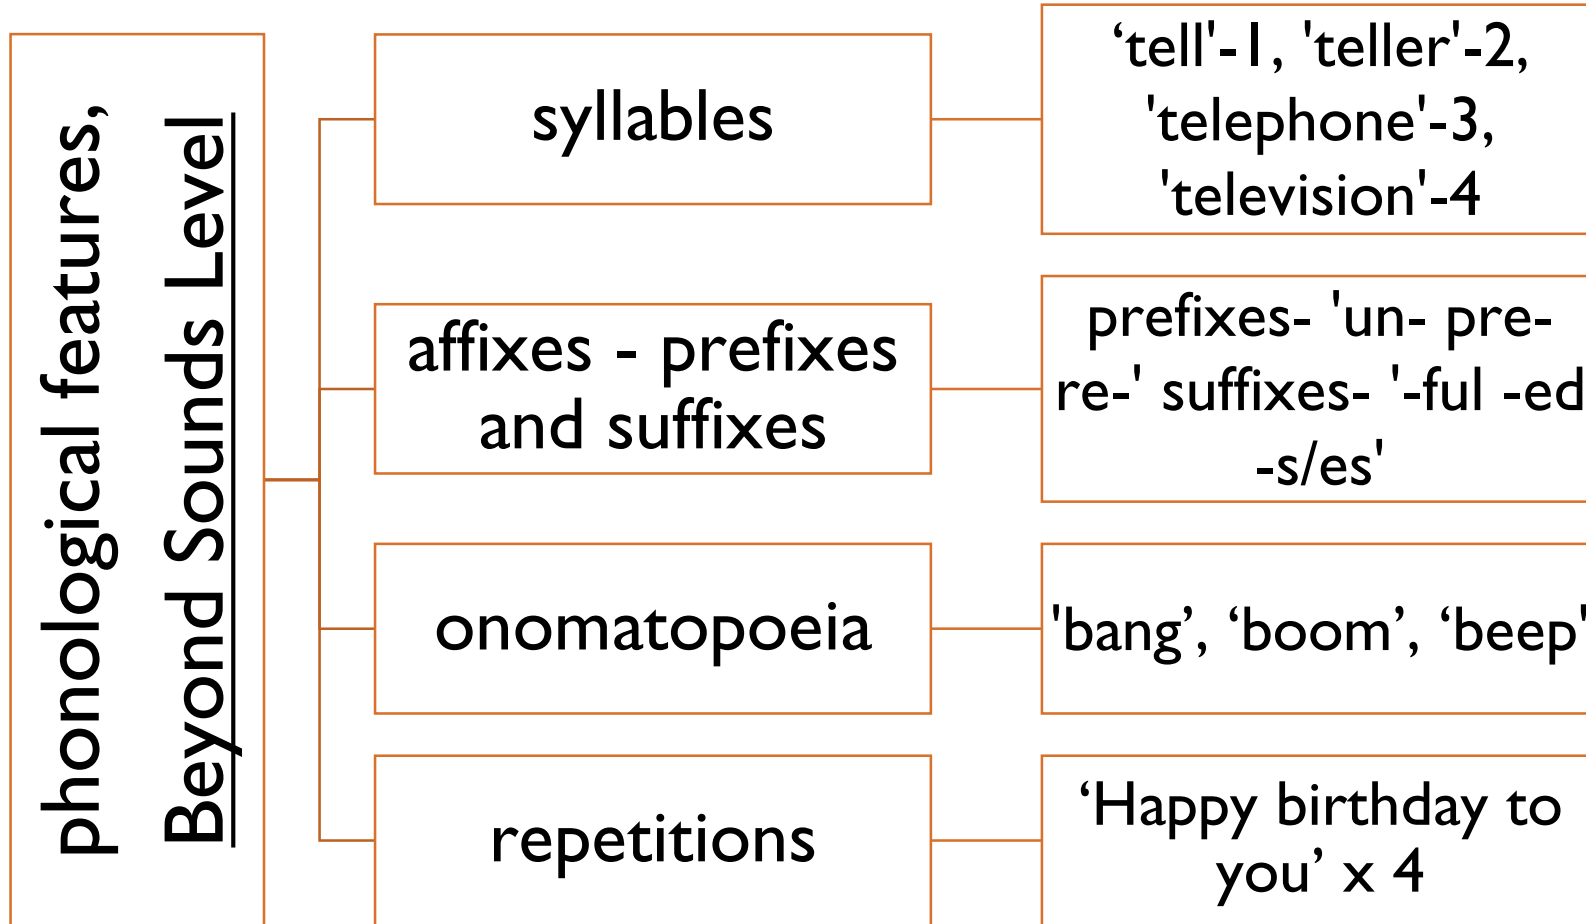 phonological features,
Beyond Sounds Level
syllables
‘tell'-1, 'teller'-2,
'telephone'-3,
'television'-4
affixes - prefixes
and suffixes
prefixes- 'un- pre-
re-' suffixes- '-ful -ed
-s/es'
onomatopoeia
'bang’, ‘boom’, ‘beep'
repetitions
‘Happy birthday to
you’ x 4